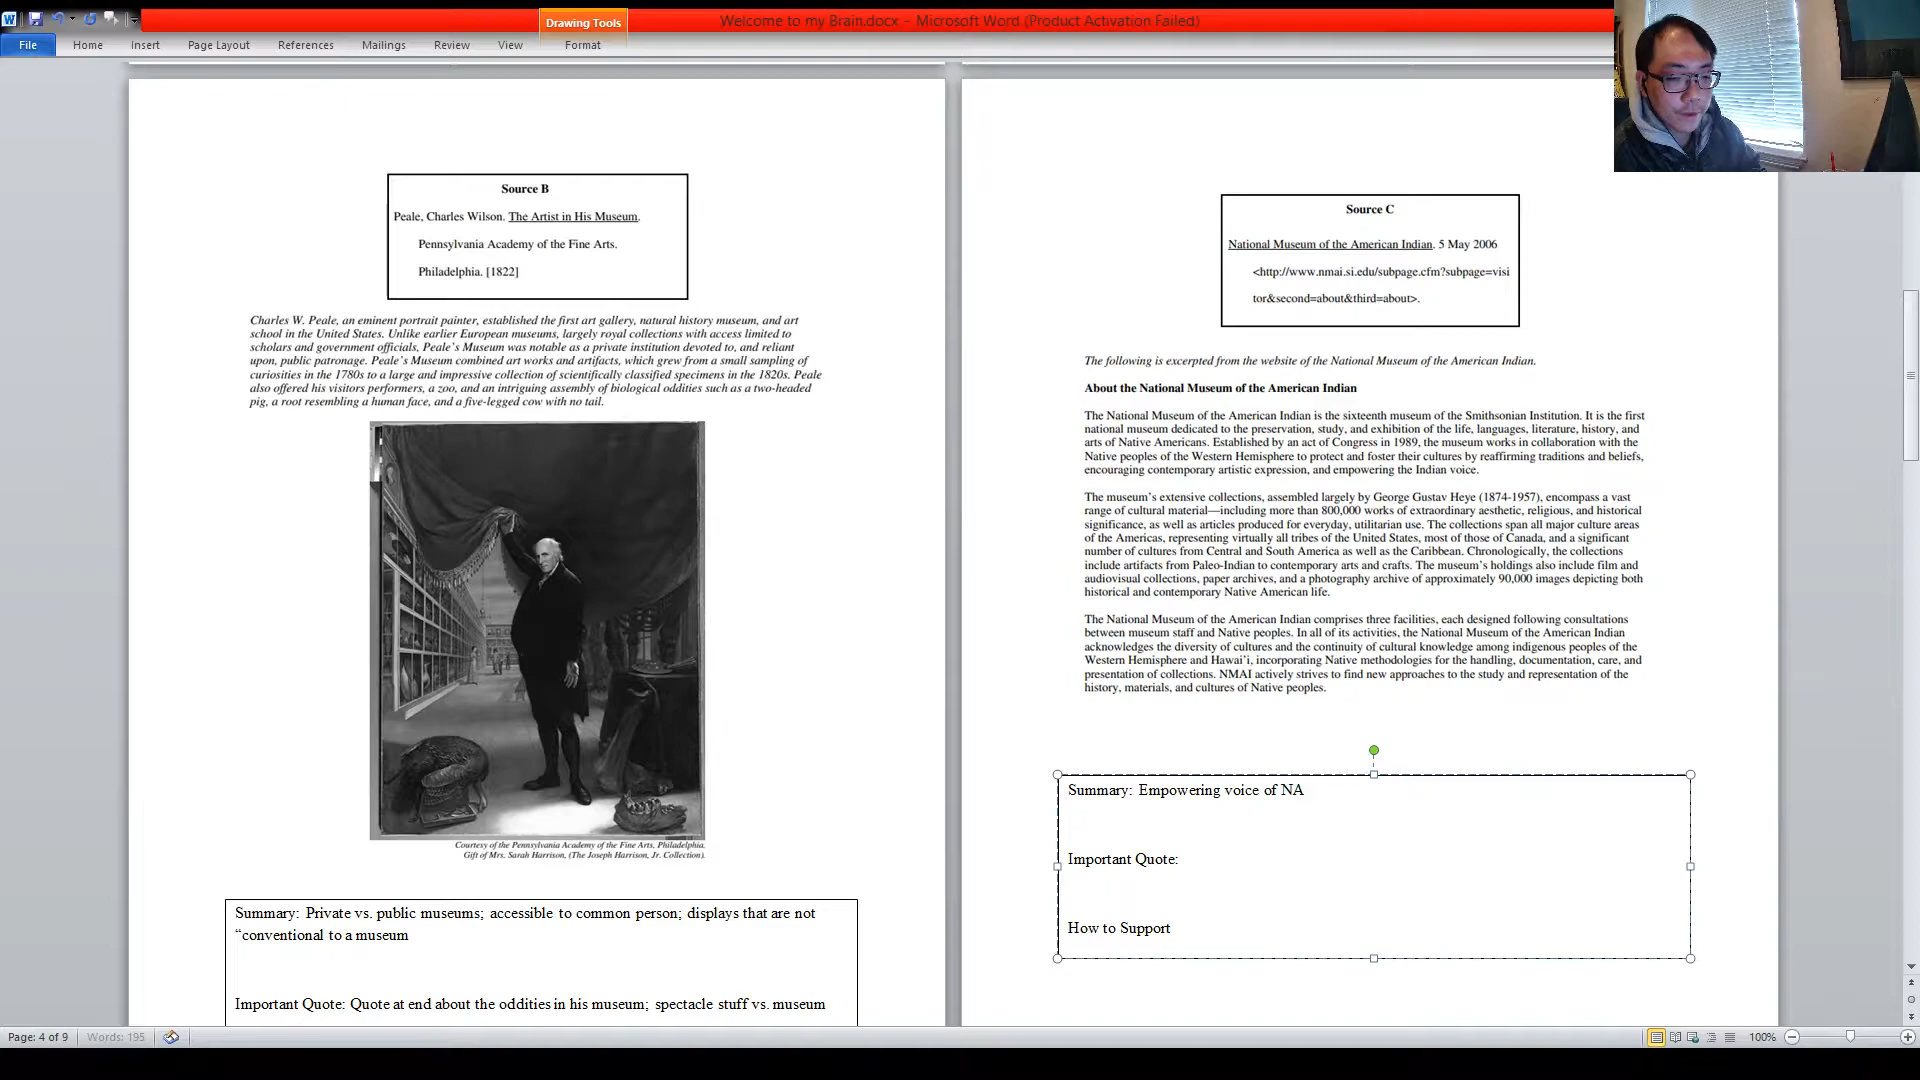 Drawing Tools
Welcome to my Brain.docx - Microsoft Word (Product Activation Failed)
File
Home
Insert
Page Layout
References
Mailings
Review
View
Format
Source B
Peale, Charles Wilson. The Artist in His Museum.
Pennsylvania Academy of the Fine Arts.
Philadelphia. [1822]
Charles W. Peale, an eminent portrait painter, established the first art gallery, natural history museum, and art
school in the United States. Unlike earlier European museums, largely royal collections with access limited to
scholars and government officials, Peale's Museum was notable as a private institution devoted to, and reliant
upon, public patronage. Peale's Museum combined art works and artifacts, which grew from a small sampling of
curiosities in the 1780s to a large and impressive collection of scientifically classified specimens in the 1820s. Peale
also offered his visitors performers, a zoo, and an intriguing assembly of biological oddities such as a two-headed
pig, a root resembling a human face, and a five-legged cow with no tail.
Courtesy of the Pennsylvania Academy of the Fine Arts, Philadelphia.
Gift of Mrs. Sarah Harrison, (The Joseph Harrison, Jr. Collection).
Summary: Private vs. public museums; accessible to common person; displays that are not
“conventional to a museum
Important Quote: Quote at end about the oddities in his museum; spectacle stuff vs. museum
Source C
National Museum of the American Indian. 5 May 2006
<http://www.nmai.si.edu/subpage.cfm?subpage=visi
tor&second=about&third=about>.
The following is excerpted from the website of the National Museum of the American Indian.
About the National Museum of the American Indian
The National Museum of the American Indian is the sixteenth museum of the Smithsonian Institution. It is the first
national museum dedicated to the preservation, study, and exhibition of the life, languages, literature, history, and
arts of Native Americans. Established by an act of Congress in 1989, the museum works in collaboration with the
Native peoples of the Western Hemisphere to protect and foster their cultures by reaffirming traditions and beliefs,
encouraging contemporary artistic expression, and empowering the Indian voice.
The museum's extensive collections, assembled largely by George Gustav Heye (1874-1957), encompass a vast
range of cultural material—including more than 800,000 works of extraordinary aesthetic, religious, and historical
significance, as well as articles produced for everyday, utilitarian use. The collections span all major culture areas
of the Americas, representing virtually all tribes of the United States, most of those of Canada, and a significant
number of cultures from Central and South America as well as the Caribbean. Chronologically, the collections
include artifacts from Paleo-Indian to contemporary arts and crafts. The museum's holdings also include film and
audiovisual collections, paper archives, and a photography archive of approximately 90,000 images depicting both
historical and contemporary Native American life.
The National Museum of the American Indian comprises three facilities, each designed following consultations
between museum staff and Native peoples. In all of its activities, the National Museum of the American Indian
acknowledges the diversity of cultures and the continuity of cultural knowledge among indigenous peoples of the
Western Hemisphere and Hawai'i, incorporating Native methodologies for the handling, documentation, care, and
presentation of collections. NMAI actively strives to find new approaches to the study and representation of the
history, materials, and cultures of Native peoples.
Summary: Empowering voice of NA
Important Quote:
How to Support
Page: 4 of 9
Words: 195
100%